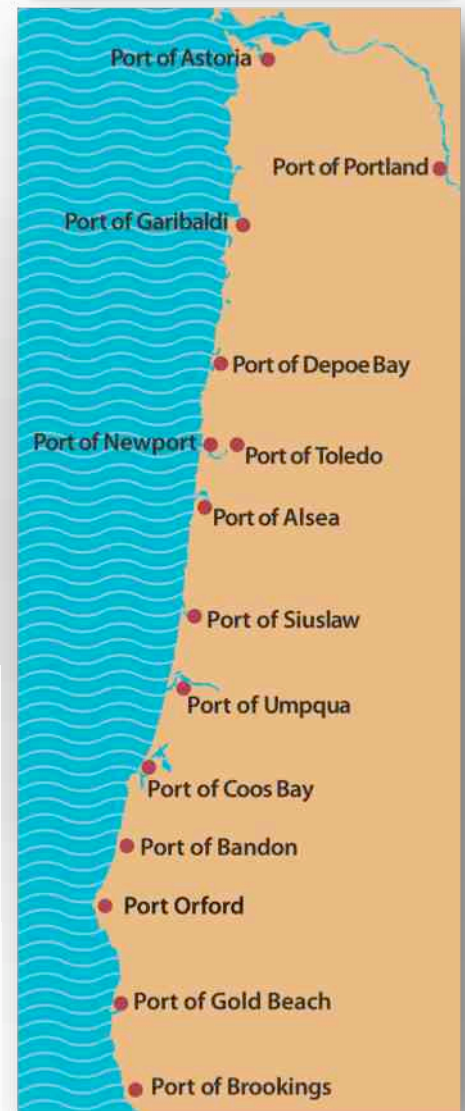 Port of Astoria
Port of Portland
Port of Garibaldi
Port of Depoe Bay
Port of Newport
Port of Toledo
Port of Alsea
Port of Siuslaw
Port of Umpqua
Port of Coos Bay
Port of Bandon
Port Orford
Port of Gold Beach
Port of Brookings